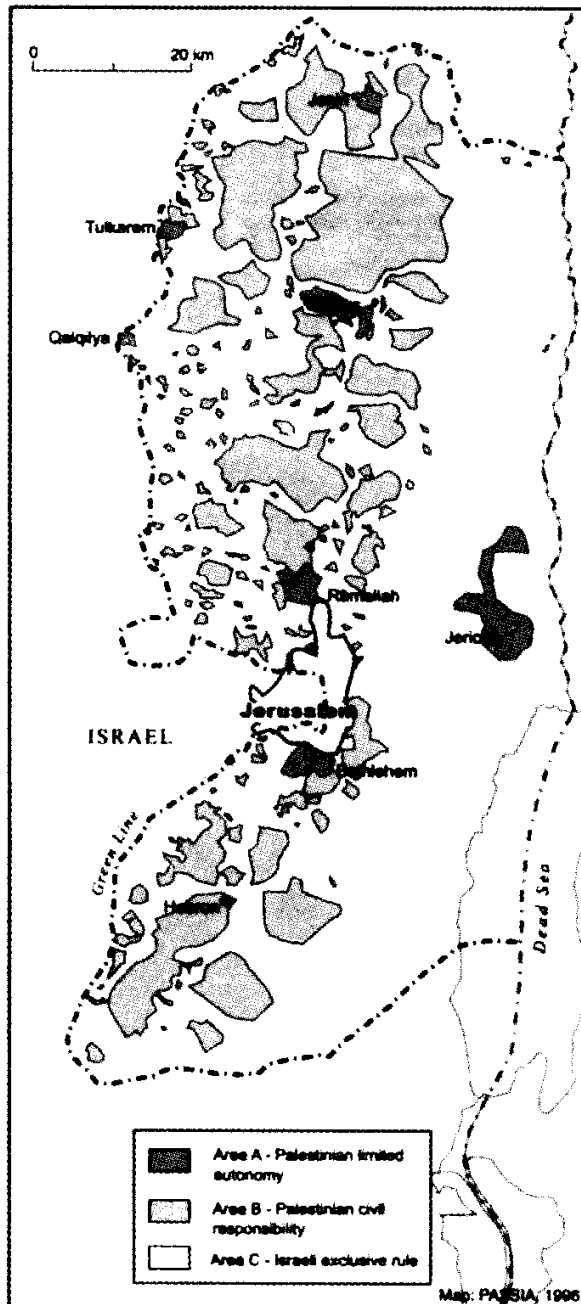 0 20 km
Jenin
Tulkarem
Qalqilya
Ramallah
Jericho
Jerusalem
ISRAEL
Bethlehem
Green Line
Hebron
Dead Sea
Area A - Palestinian limited
autonomy
Area B - Palestinian civil
responsibility
Area C - Israeli exclusive rule
Map: PASSIA, 1996